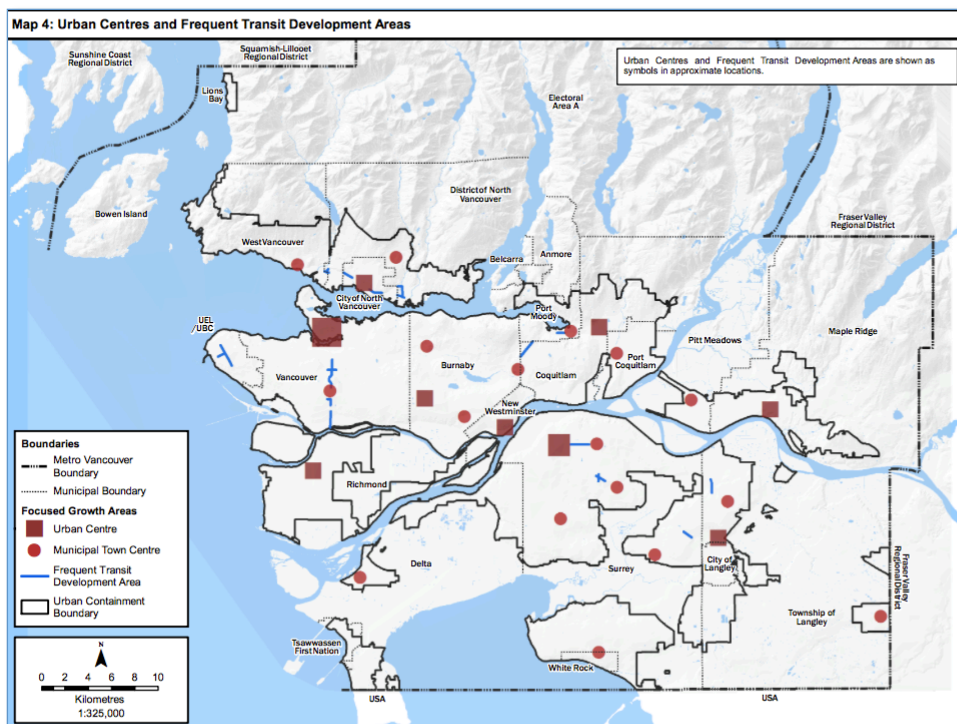 Map 4: Urban Centres and Frequent Transit Development Areas
Sunshine Coast
Regional District
Squamish-Lillooet
Regional District
Urban Centres and Frequent Transit Development Areas are shown as
symbols in approximate locations.
Lions
Bay
Electoral
Area A
Bowen Island
District of North
Vancouver
Fraser Valley
Regional District
West Vancouver
Belcarra
Anmore
City of North
Vancouver
Port
Moody
UEL
/UBC
Maple Ridge
Pitt Meadows
Vancouver
Burnaby
Coquitlam
Port
Coquitlam
New
Westminster
Boundaries
Metro Vancouver
Boundary
Municipal Boundary
Focused Growth Areas
Urban Centre
Municipal Town Centre
Frequent Transit
Development Area
Urban Containment
Boundary
Richmond
Delta
Surrey
City of
Langley
Fraser Valley
Regional District
Township of
Langley
Tsawwassen
First Nation
White Rock
N
0 2 4 6 8 10
Kilometres
1:325,000
USA
USA